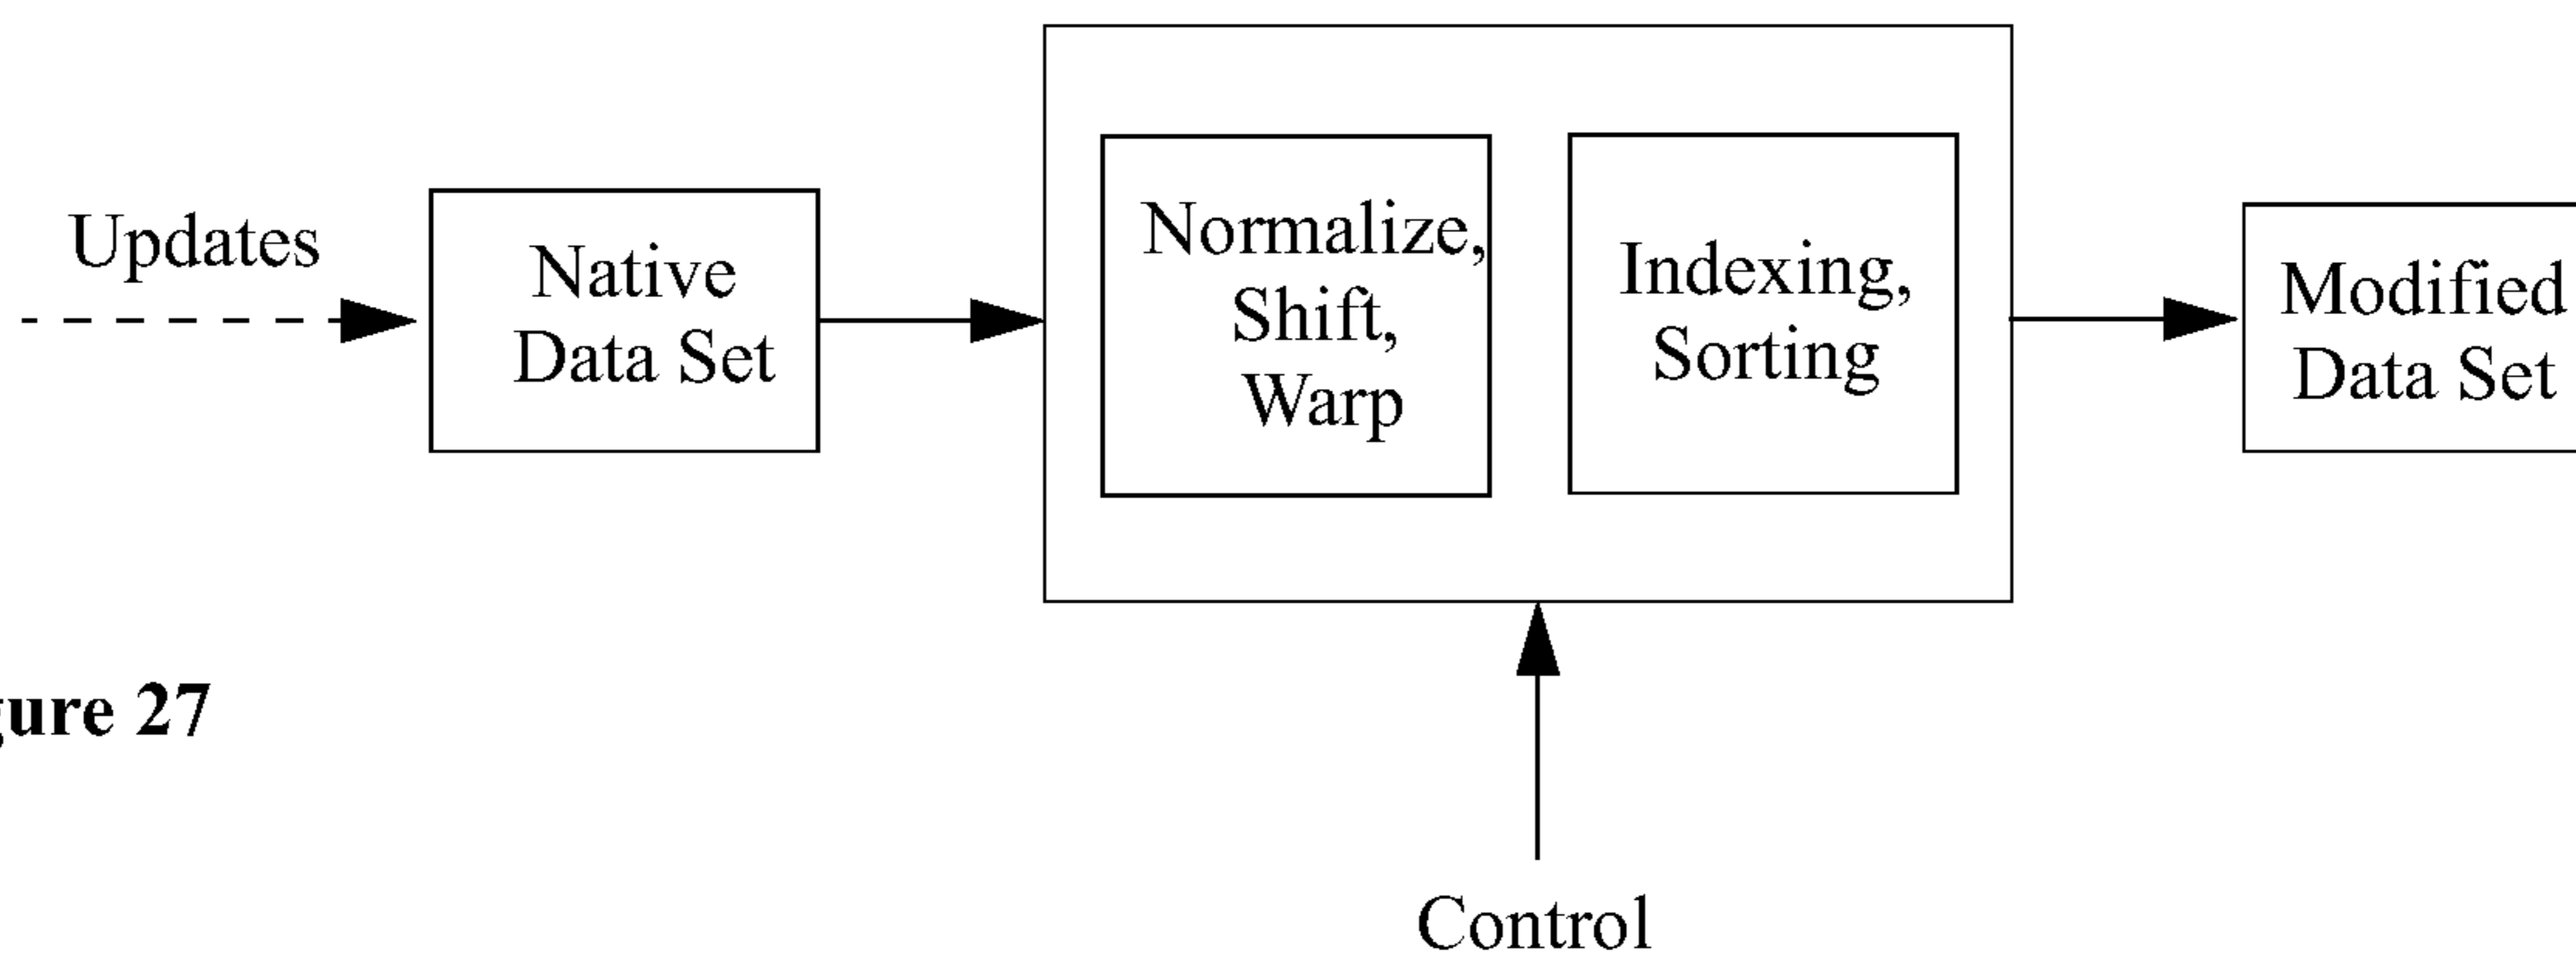 Updates
Native
Data Set
Normalize,
Shift,
Warp
Indexing,
Sorting
Modified
Data Set
gure 27
Control